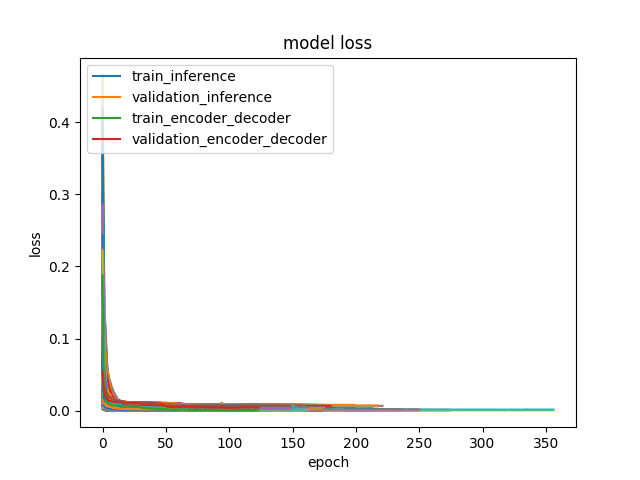 model loss
train_inference
validation_inference
train_encoder_decoder
validation_encoder_decoder
0.4
0.3
0.2
0.1
0.0
loss
0 50 100 150 200 250 300 350
epoch